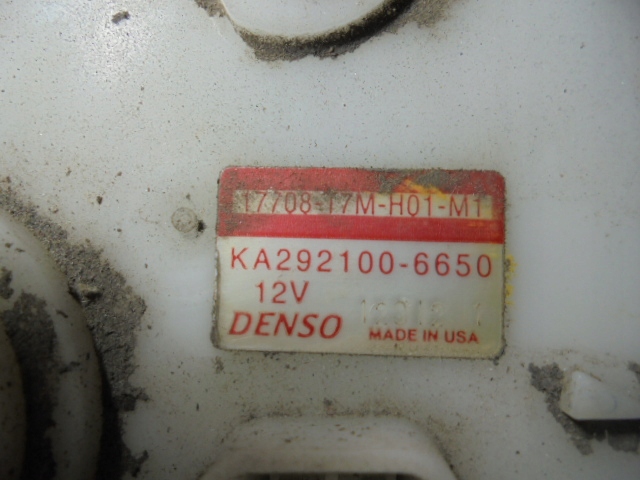 17708-T7M-H01-M1
KA292100-6650
12V
DENSO
MADE IN USA